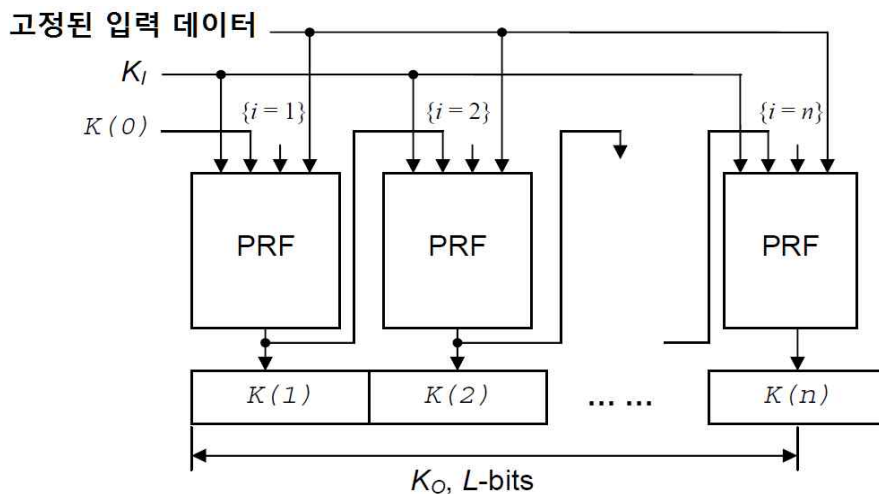 고정된 입력 데이터
K_I
{i = 1} {i = 2} {i = n}
K(0)
PRF PRF PRF
K(1) K(2) ... ... K(n)
K_O, L-bits